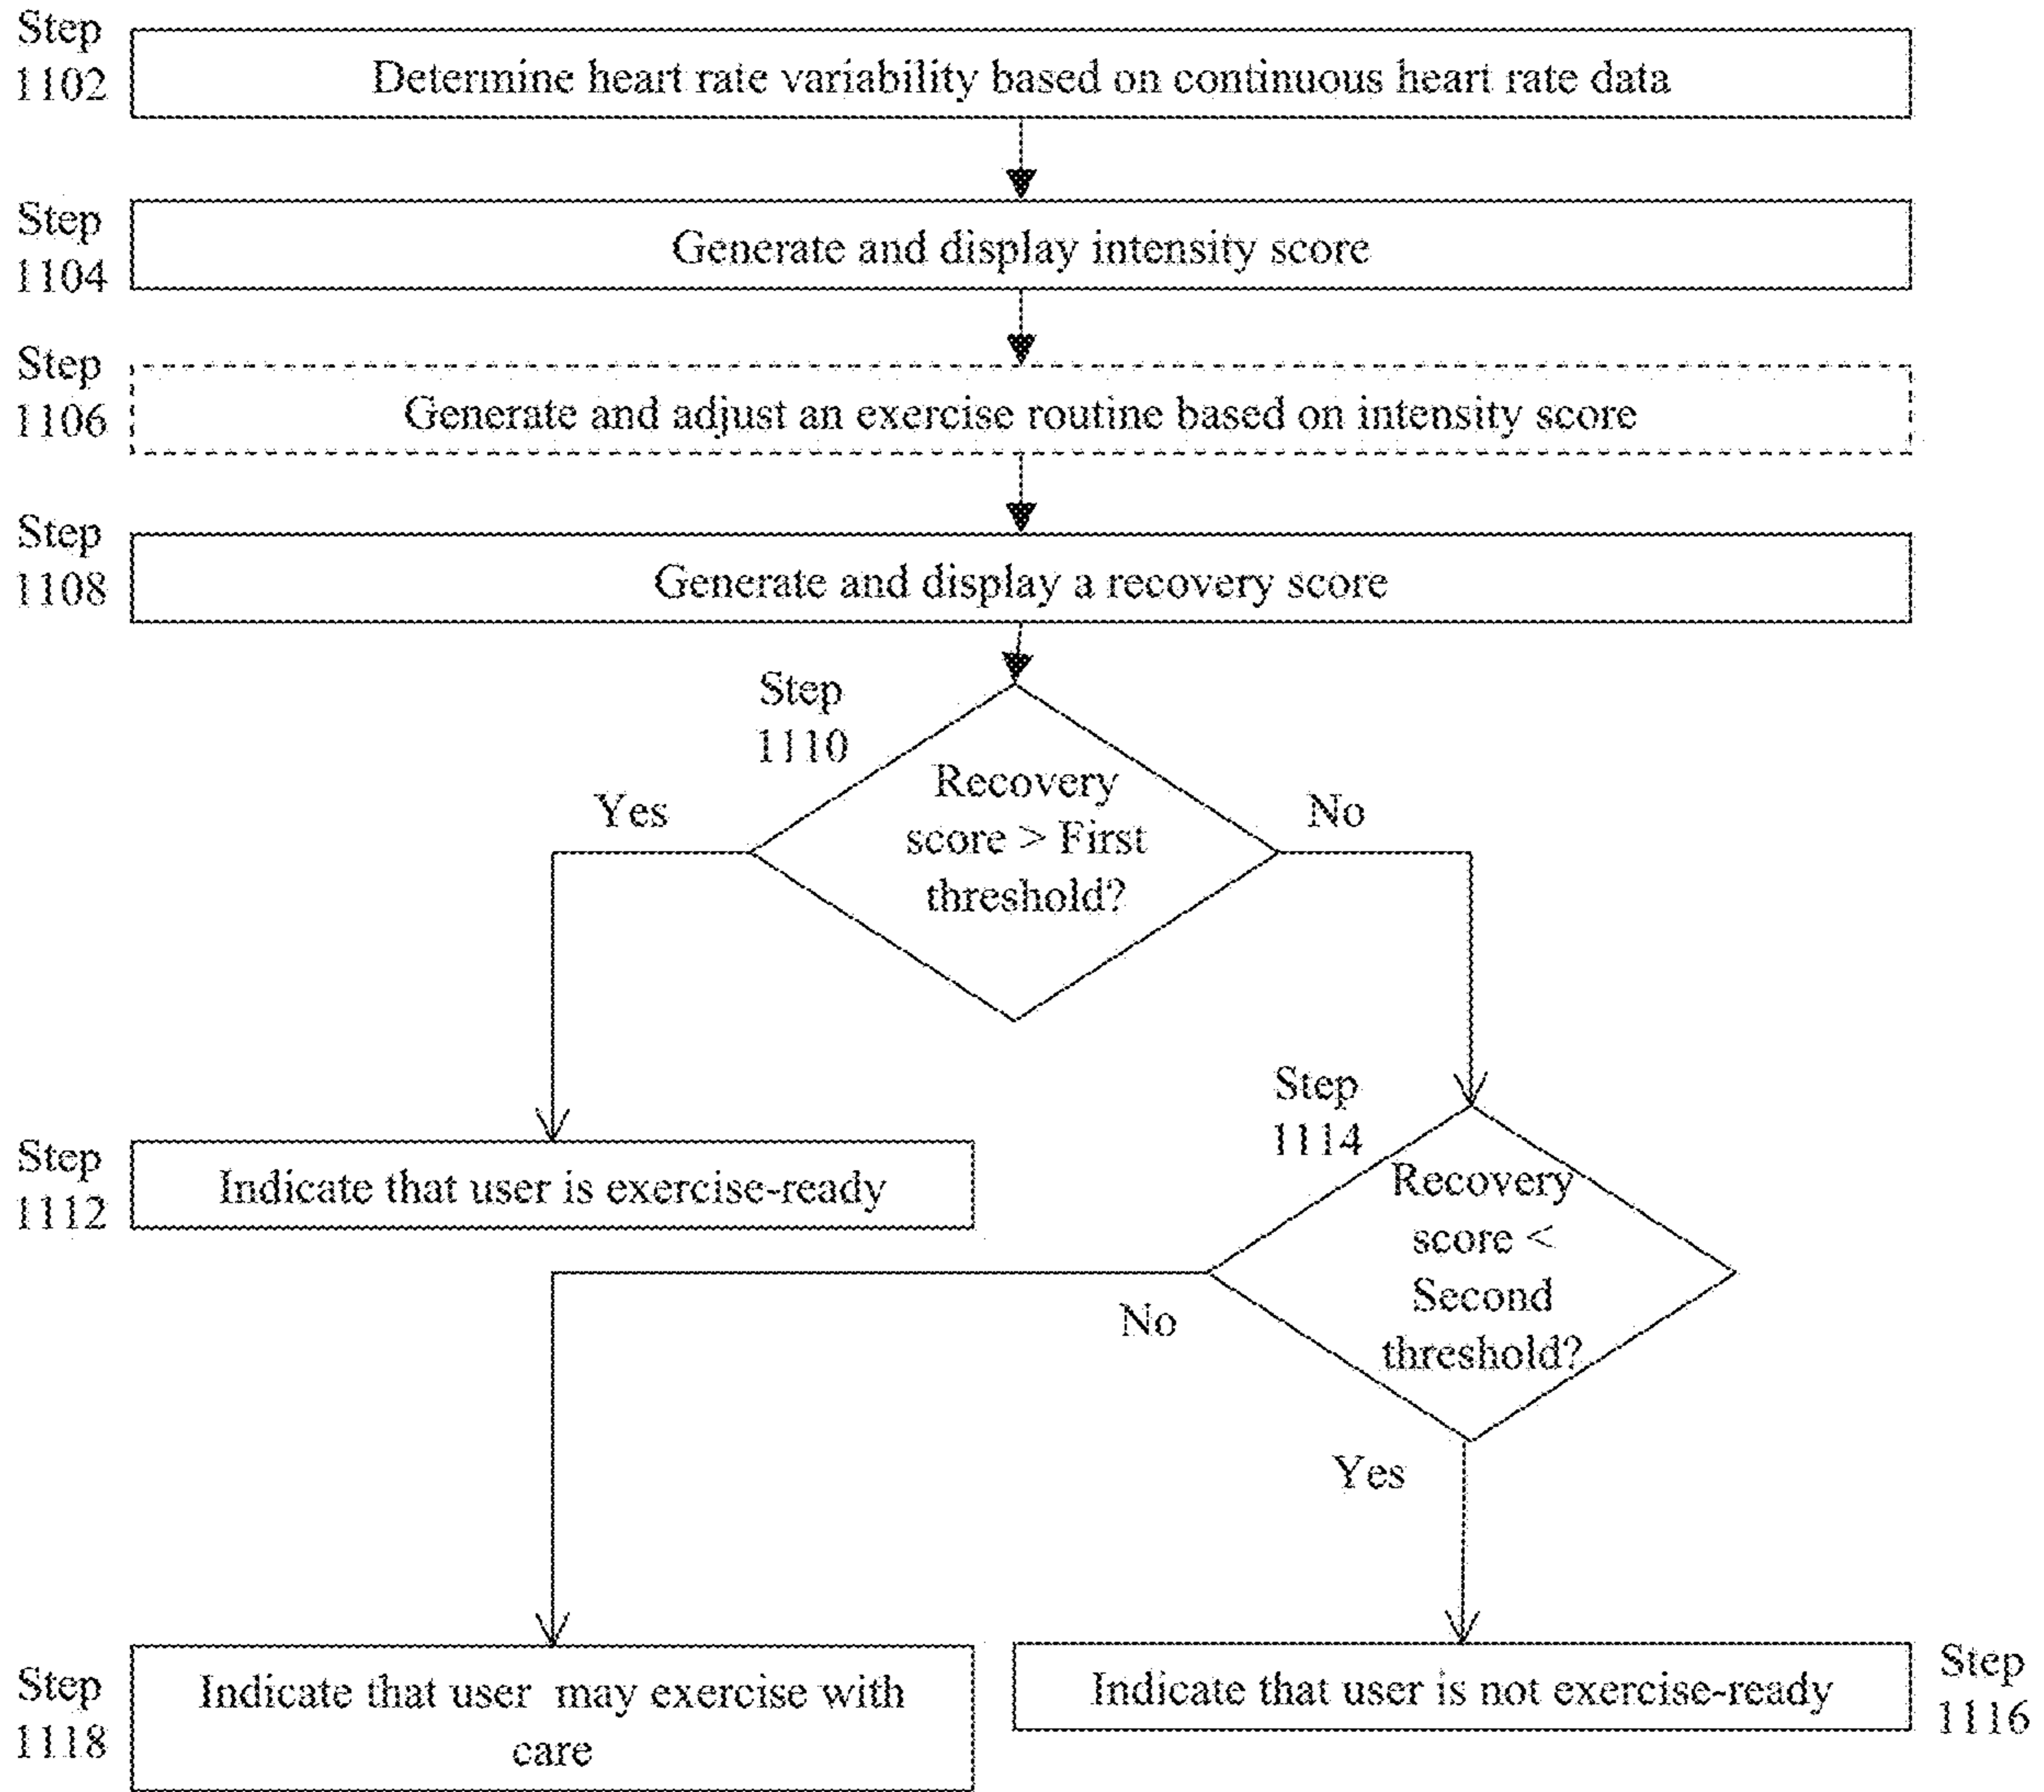 Step
1102
Determine heart rate variability based on continuous heart rate data
Step
1104
Generate and display intensity score
Step
1106
Generate and adjust an exercise routine based on intensity score
Step
1108
Generate and display a recovery score
Step
1110
Recovery
score > First
threshold?
Yes
No
Step
1112
Indicate that user is exercise-ready
Step
1114
Recovery
score <
Second
threshold?
No
Yes
Step
1118
Indicate that user may exercise with
care
Indicate that user is not exercise-ready
Step
1116